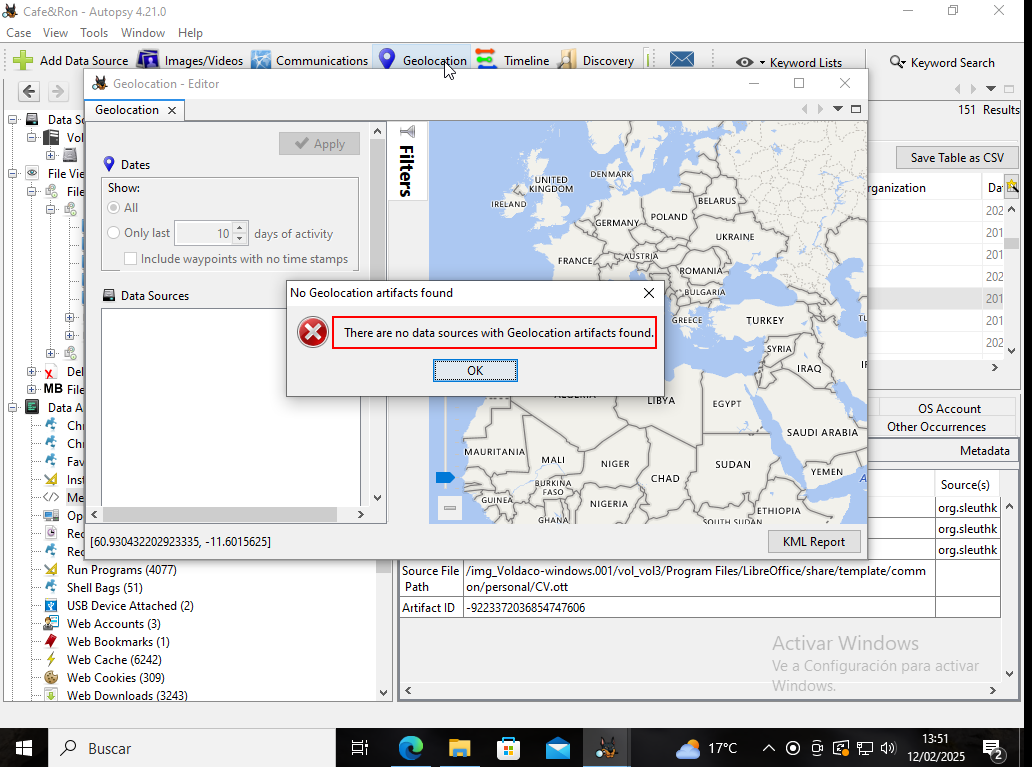 Cafe&Ron - Autopsy 4.21.0
Case View Tools Window Help
Add Data Source Images/Videos Communications Geolocation Timeline Discovery Keyword Lists Keyword Search
Geolocation - Editor
Geolocation
151 Results
Save Table as CSV
Apply
Filters
Dates
Show:
All
Only last 10 days of activity
Include waypoints with no time stamps
Data Sources
UNITED
KINGDOM
DENMARK
IRELAND
BELARUS
POLAND
GERMANY
UKRAINE
FRANCE
AUSTRIA
ROMANIA
BULGARIA
GREECE
TURKEY
SYRIA
IRAQ
LIBYA
EGYPT
SAUDI ARABIA
MAURITANIA
MALI
NIGER
CHAD
SUDAN
YEMEN
BURKINA
FASO
GUINEA
NIGERIA
ETHIOPIA
GHANA
SOUTH SUDAN
No Geolocation artifacts found
There are no data sources with Geolocation artifacts found.
OK
[60.930432202923335, -11.6015625]
KML Report
Data So
Vol
File Vie
File
Del
MB File
Data A
Chr
Chr
Fav
Inst
Me
Op
Rec
Rec
Run Programs (4077)
Shell Bags (51)
USB Device Attached (2)
Web Accounts (3)
Web Bookmarks (1)
Web Cache (6242)
Web Cookies (309)
Web Downloads (3243)
rganization Dat
202
201
201
202
201
201
202
OS Account
Other Occurrences
Metadata
Source(s)
org.sleuthk
org.sleuthk
org.sleuthk
Source File
Path
/img_Voldaco-windows.001/vol_vol3/Program Files/LibreOffice/share/template/comm
on/personal/CV.ott
Artifact ID -9223372036854747606
Activar Windows
Ve a Configuración para activar
Windows.
Buscar
17°C
13:51
12/02/2025
2